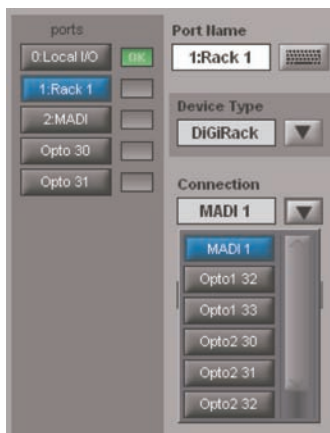 ports
0:Local I/O OK
1:Rack 1
2:MADI
Opto 30
Opto 31
Port Name
1:Rack 1
Device Type
DiGiRack
Connection
MADI 1
MADI 1
Opto1 32
Opto1 33
Opto2 30
Opto2 31
Opto2 32